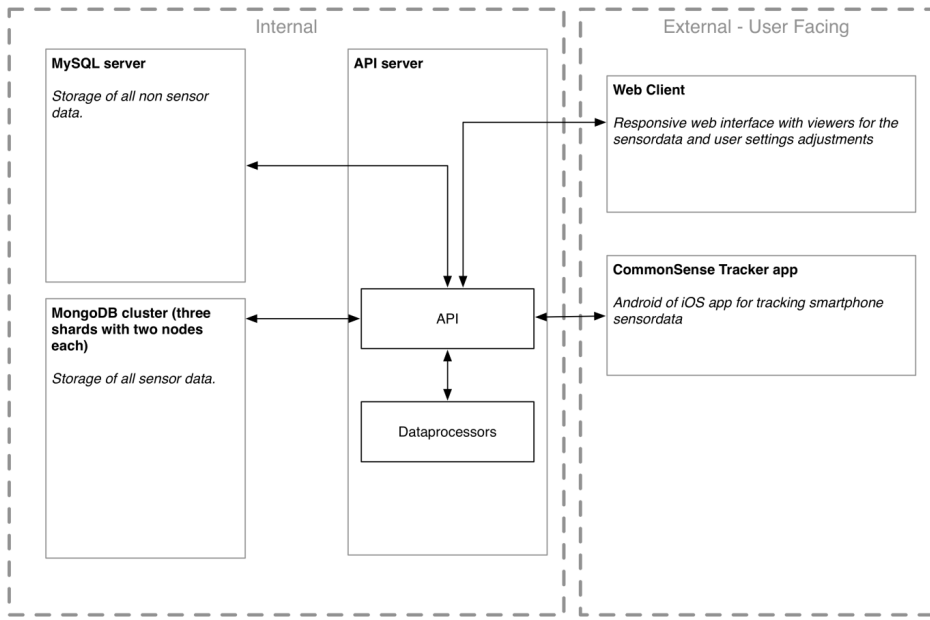 Internal
External - User Facing
MySQL server
Storage of all non sensor
data.
API server
Web Client
Responsive web interface with viewers for the
sensordata and user settings adjustments
MongoDB cluster (three
shards with two nodes
each)
Storage of all sensor data.
API
Dataprocessors
CommonSense Tracker app
Android of iOS app for tracking smartphone
sensordata